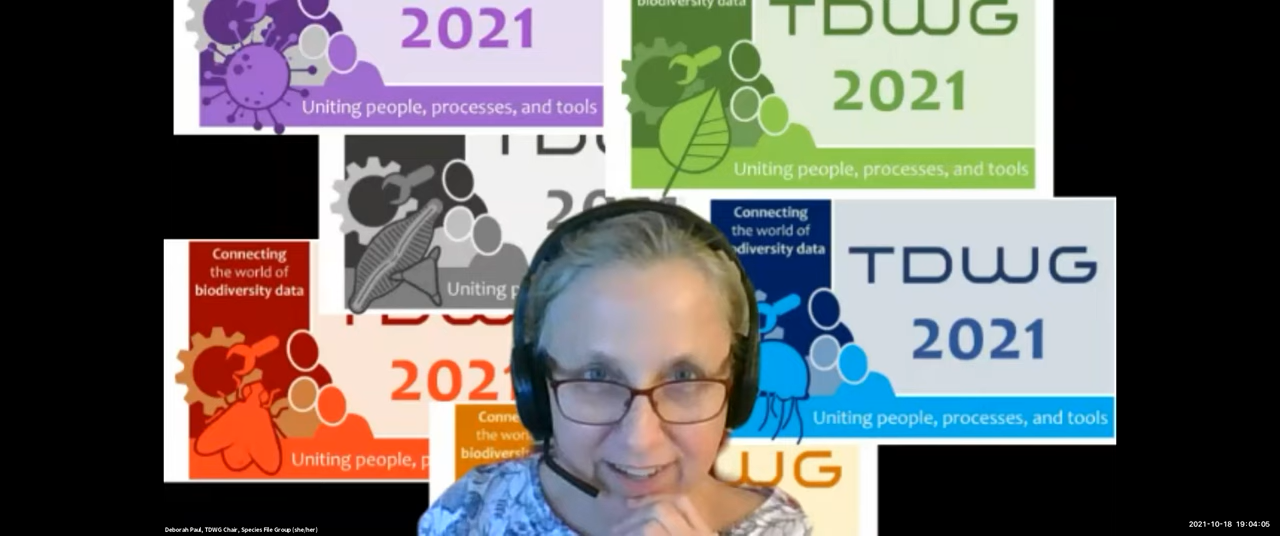 2021
Uniting people, processes, and tools
biodiversity data
TDWG
2021
Uniting people, processes, and tools
Connecting
the world of
biodiversity data
TDWG
2021
Uniting people, processes, and tools
Connecting
the world of
biodiversity data
2021
Uniting people,
Uniting
Deborah Paul, TDWG Chair, Species File Group (she/her)
2021-10-18 19:04:05